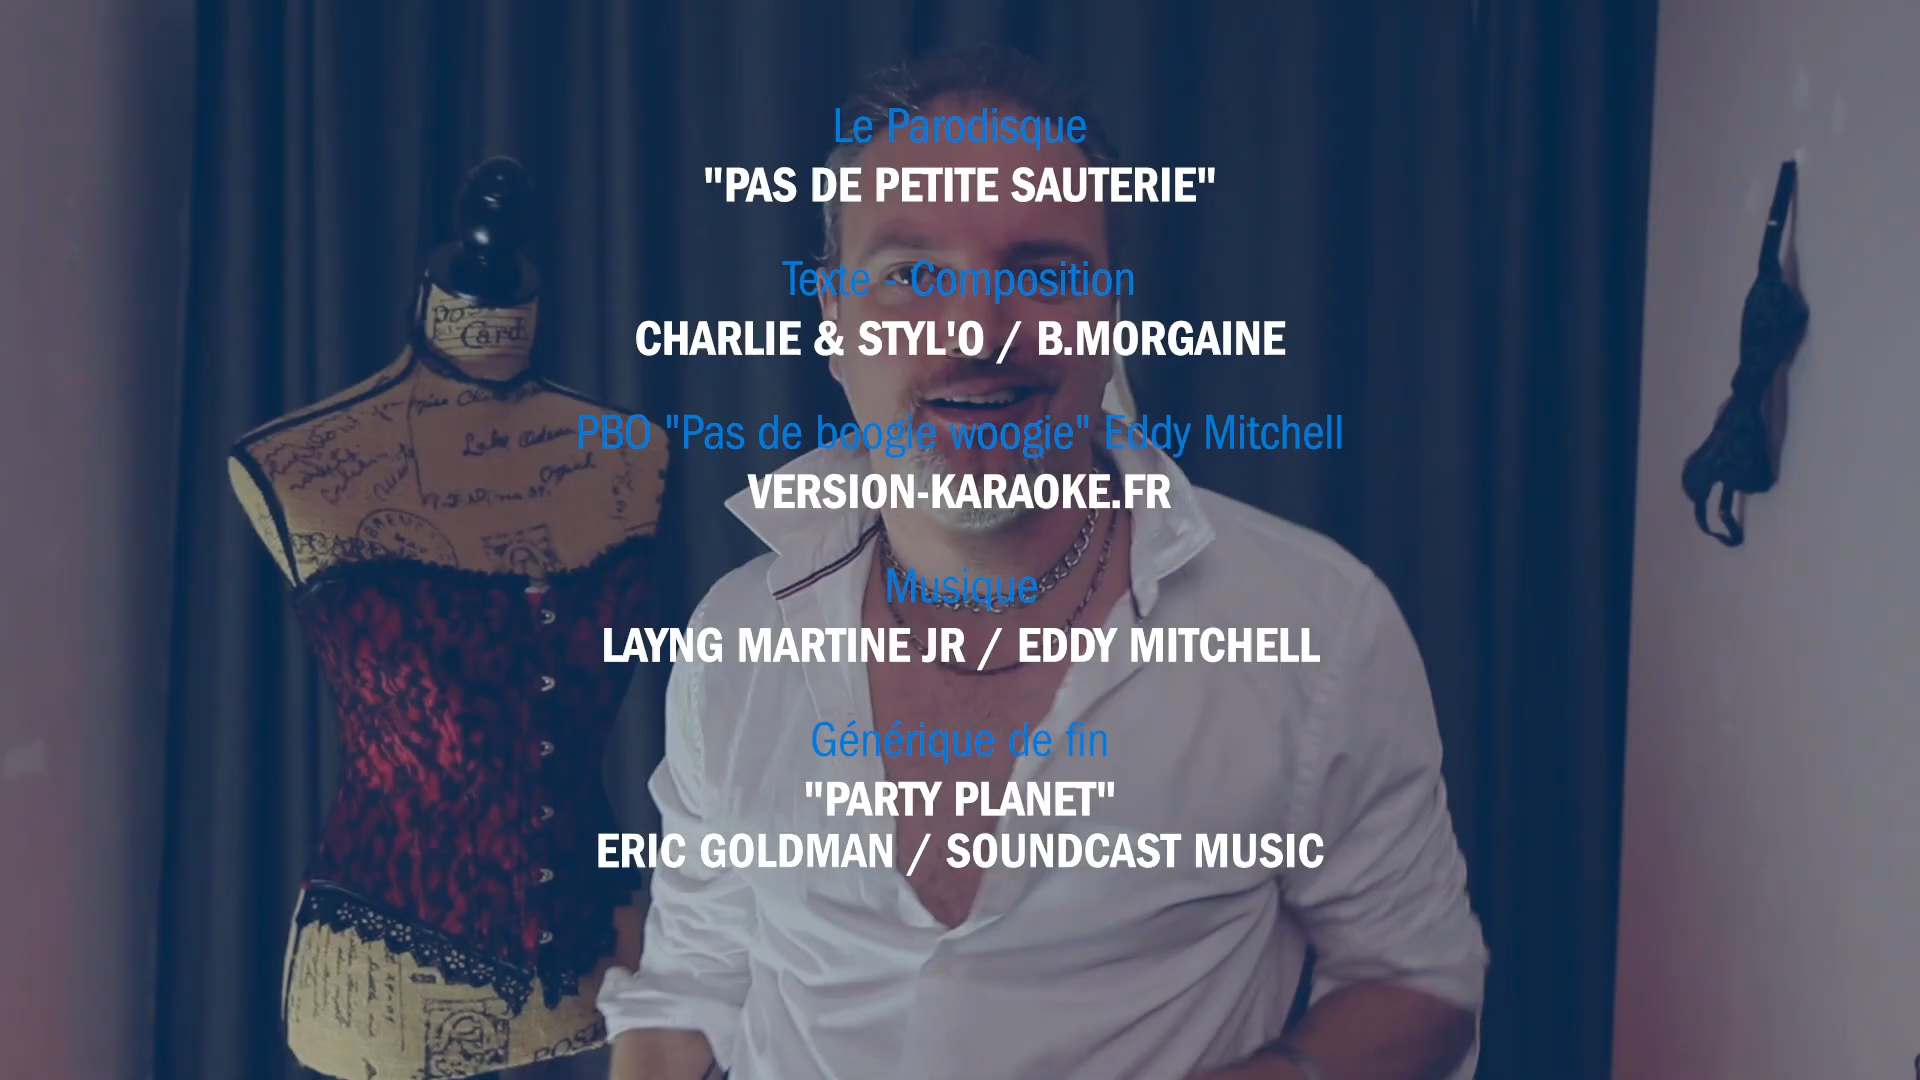 Le Parodisque
"PAS DE PETITE SAUTERIE"
Texte - Composition
CHARLIE & STYL'O / B.MORGAINE
PBO "Pas de boogie woogie" Eddy Mitchell
VERSION-KARAOKE.FR
Musique
LAYNG MARTINE JR / EDDY MITCHELL
Générique de fin
"PARTY PLANET"
ERIC GOLDMAN / SOUNDCAST MUSIC
Card